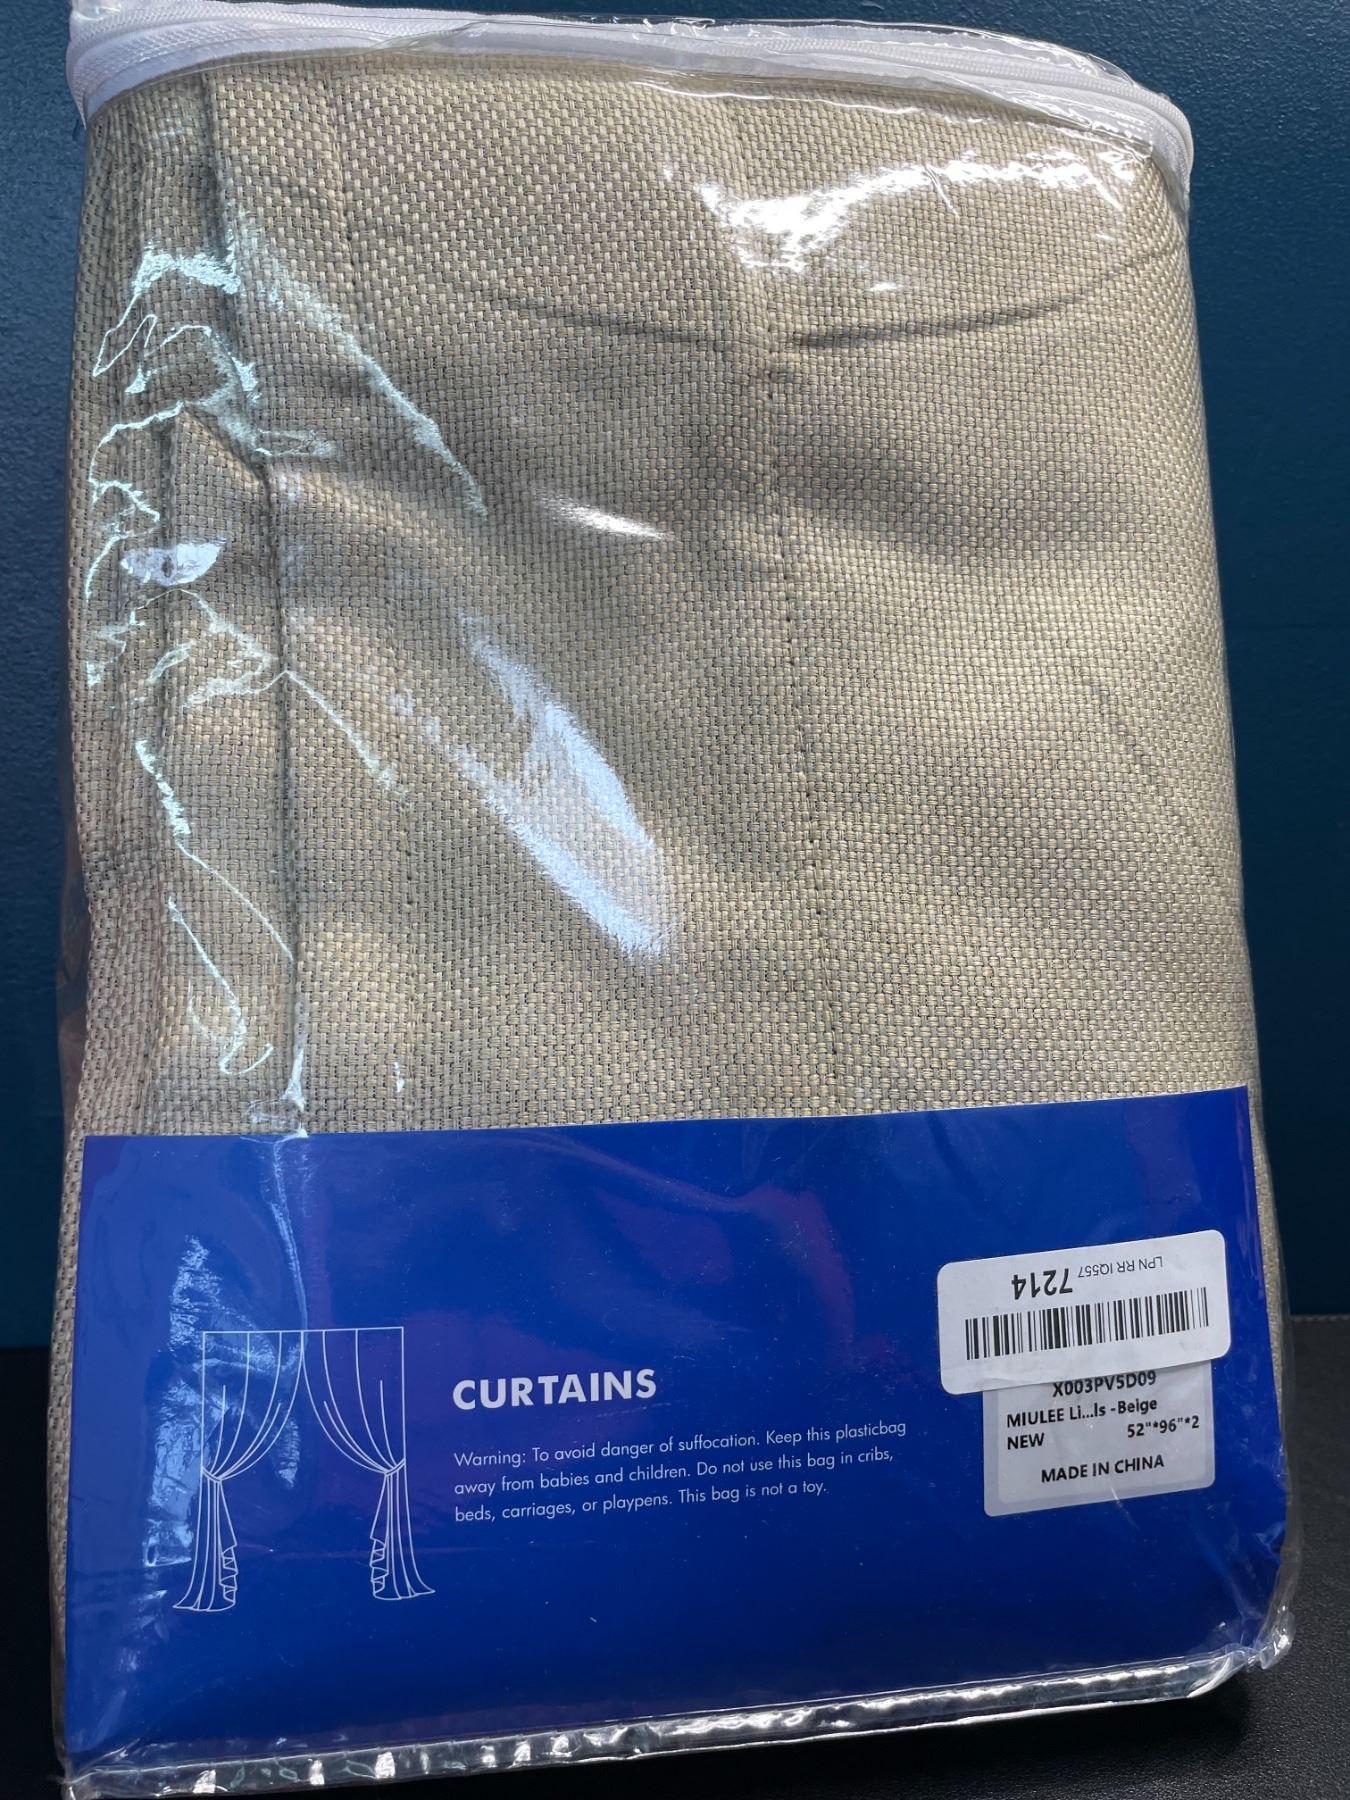 CURTAINS
Warning: To avoid danger of suffocation. Keep this plasticbag
away from babies and children. Do not use this bag in cribs,
beds, carriages, or playpens. This bag is not a toy.
LPN RR IQ557 7214
X003PV5D09
MIULEE Li...ls -Beige
NEW 52"*96"*2
MADE IN CHINA